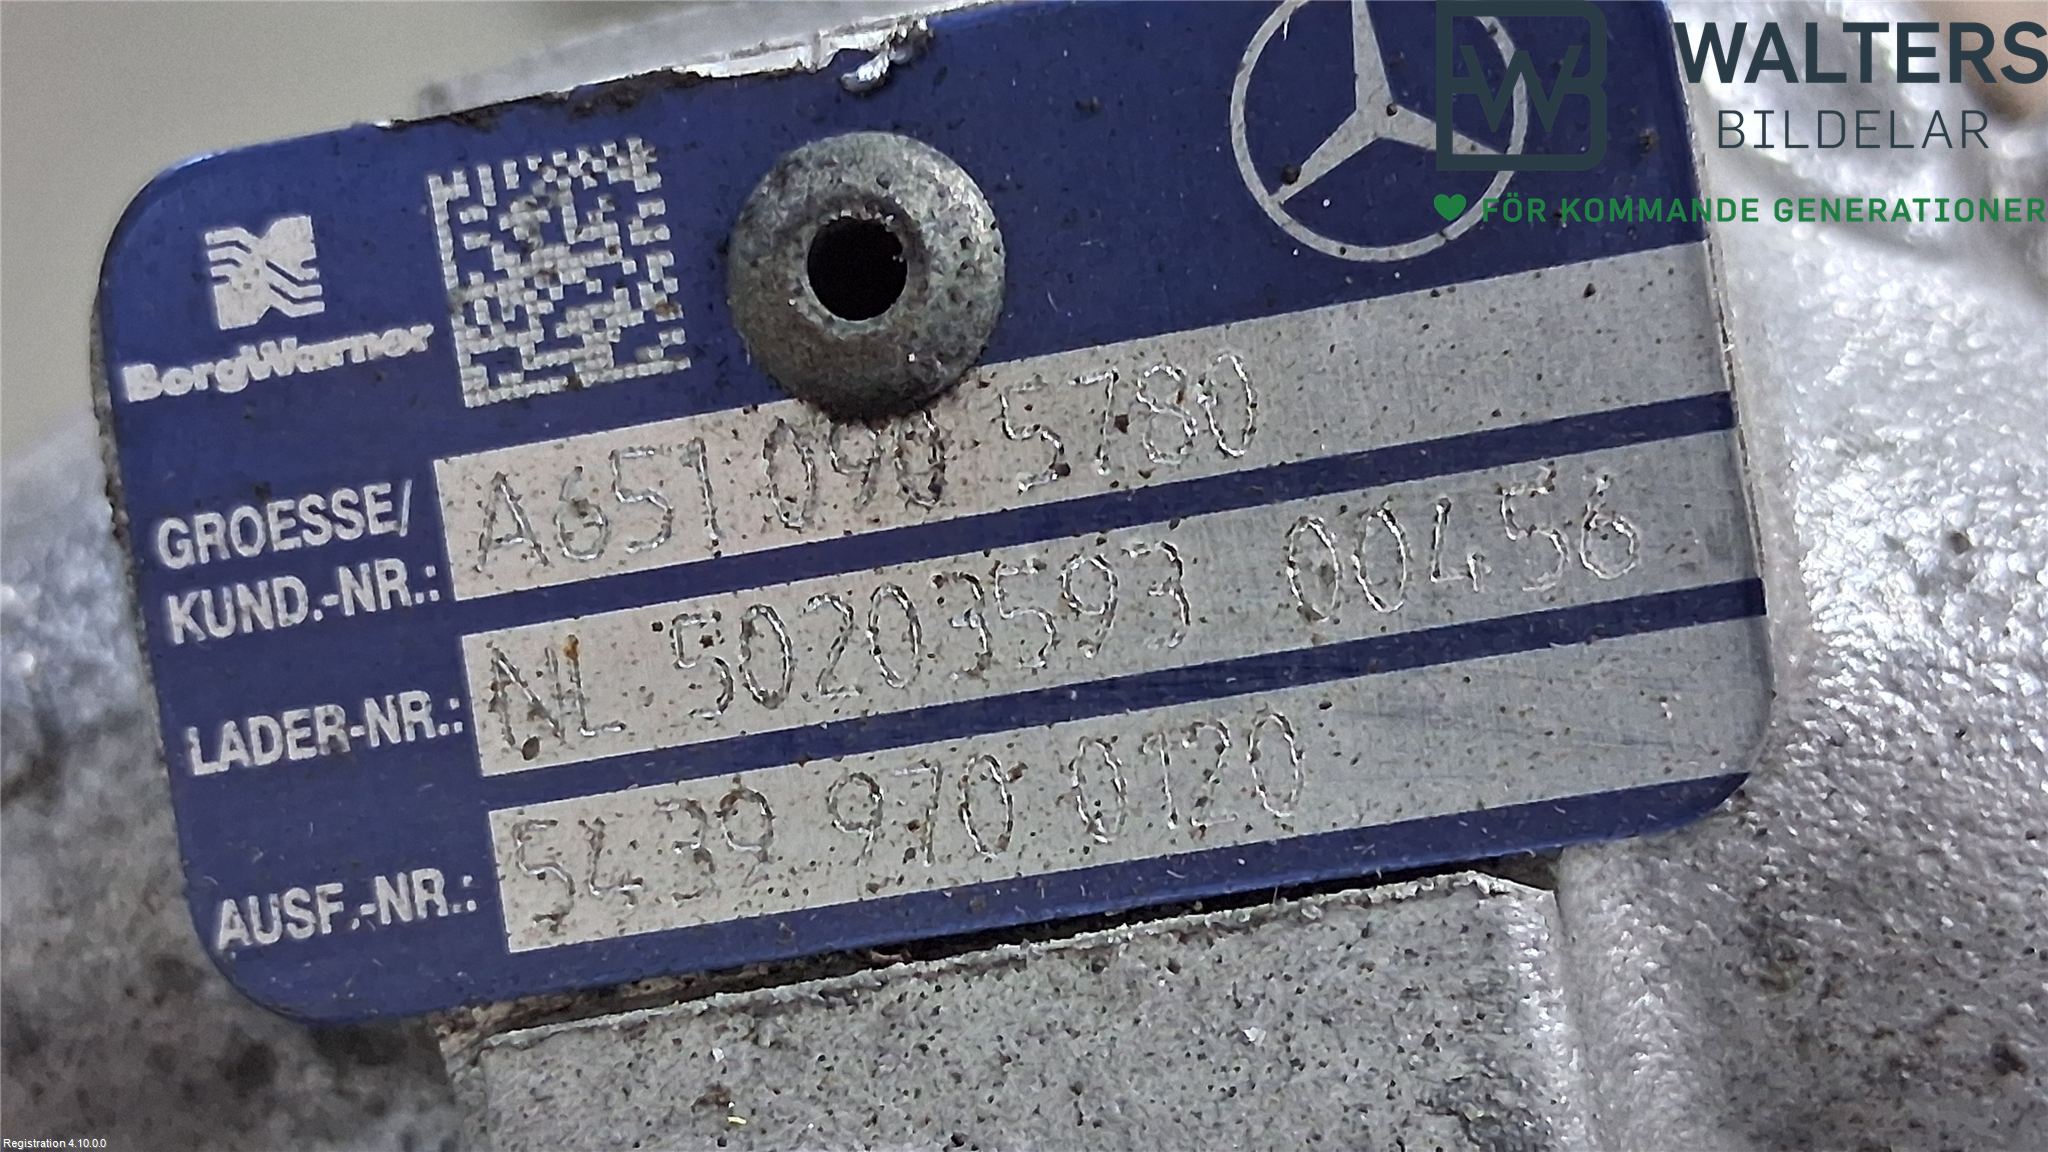 WALTERS
BILDELAR
FÖR KOMMANDE GENERATIONER
BorgWarner
GROESSE/
KUND.-NR.: A651 090 5780
LADER-NR.: NL 50203593 00456
AUSF.-NR.: 5439 970 0120
Registration 4.10.0.0